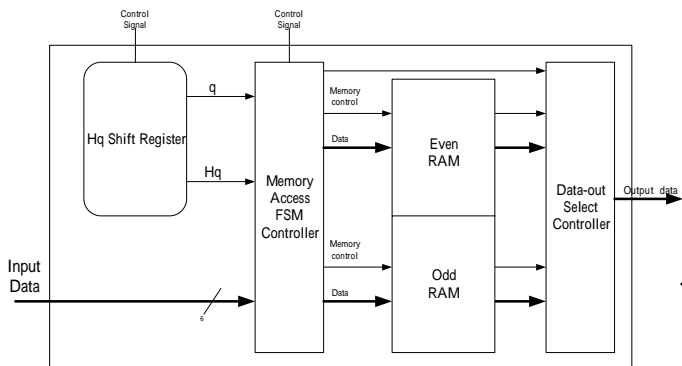 Control
Signal
Control
Signal
q
Hq Shift Register
Hq
Memory
Access
FSM
Controller
Memory
control
Data
Even
RAM
Data-out
Select
Controller
Output data
Memory
control
Data
Odd
RAM
Input
Data
6